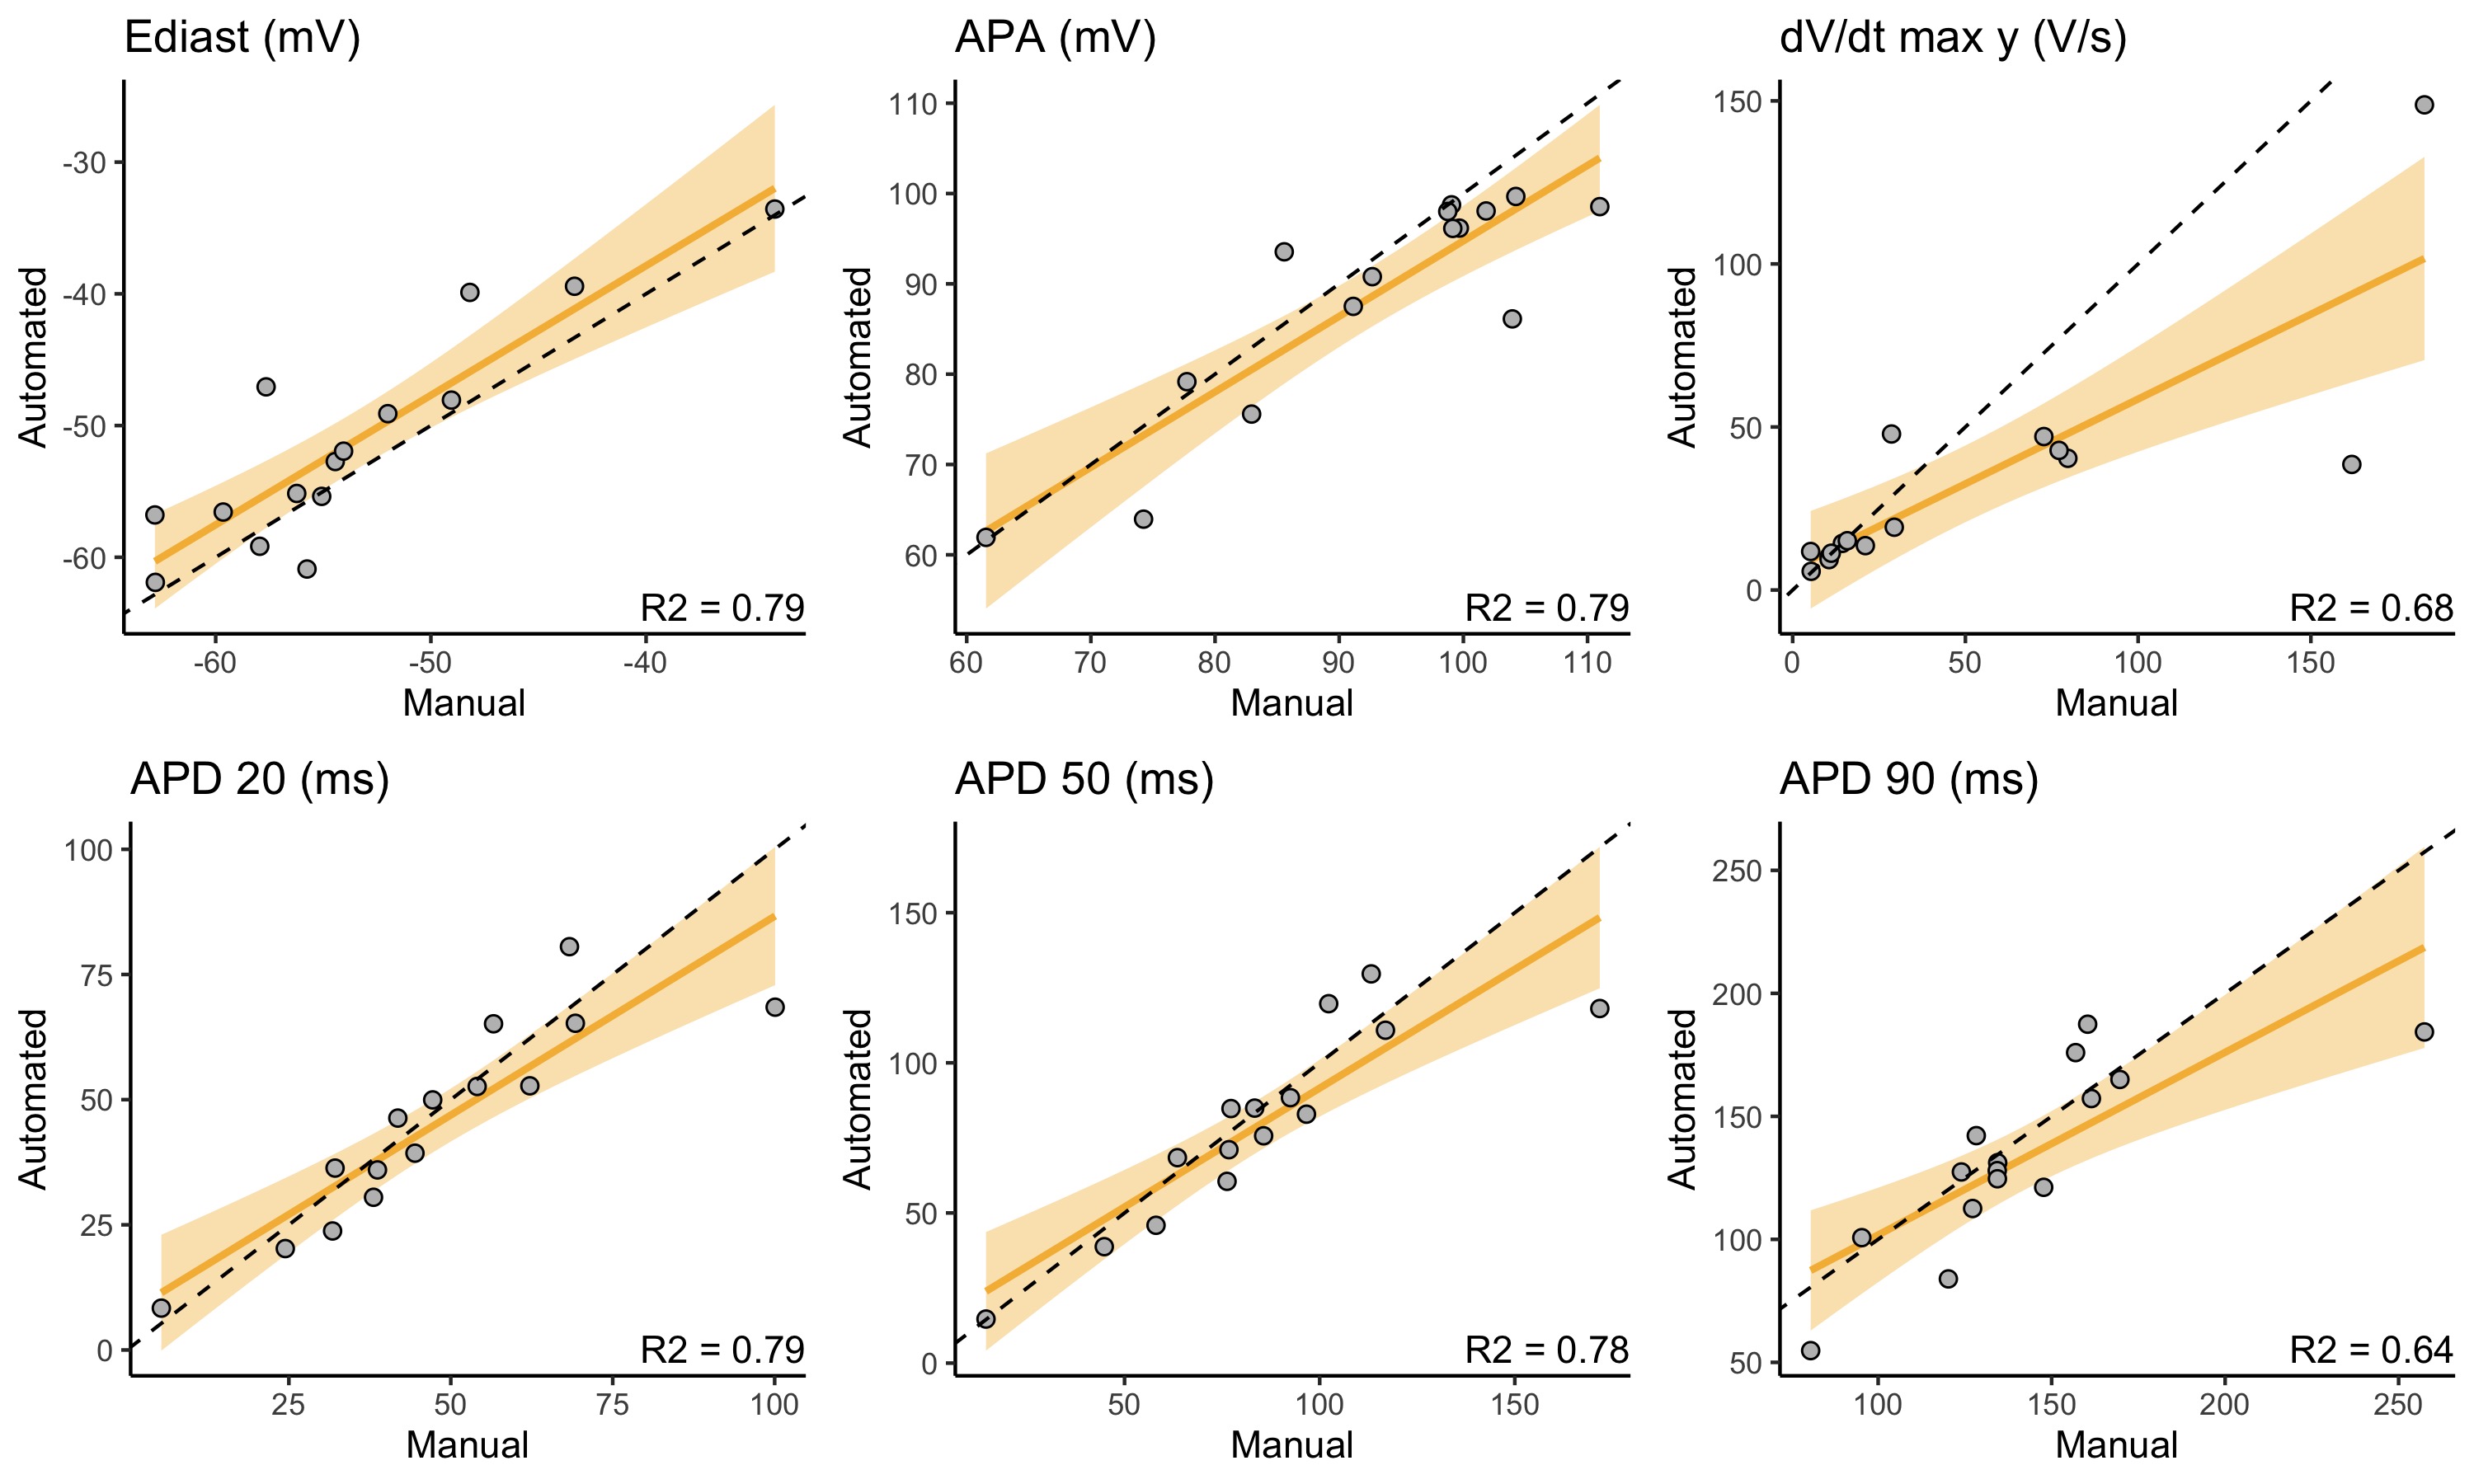 Ediast (mV)
Automated
-30
-40
-50
-60
R2 = 0.79
-60 -50 -40
Manual
APA (mV)
Automated
110
100
90
80
70
60
R2 = 0.79
60 70 80 90 100 110
Manual
dV/dt max y (V/s)
Automated
150
100
50
0
R2 = 0.68
0 50 100 150
Manual
APD 20 (ms)
Automated
100
75
50
25
0
R2 = 0.79
25 50 75 100
Manual
APD 50 (ms)
Automated
150
100
50
0
R2 = 0.78
50 100 150
Manual
APD 90 (ms)
Automated
250
200
150
100
50
R2 = 0.64
100 150 200 250
Manual